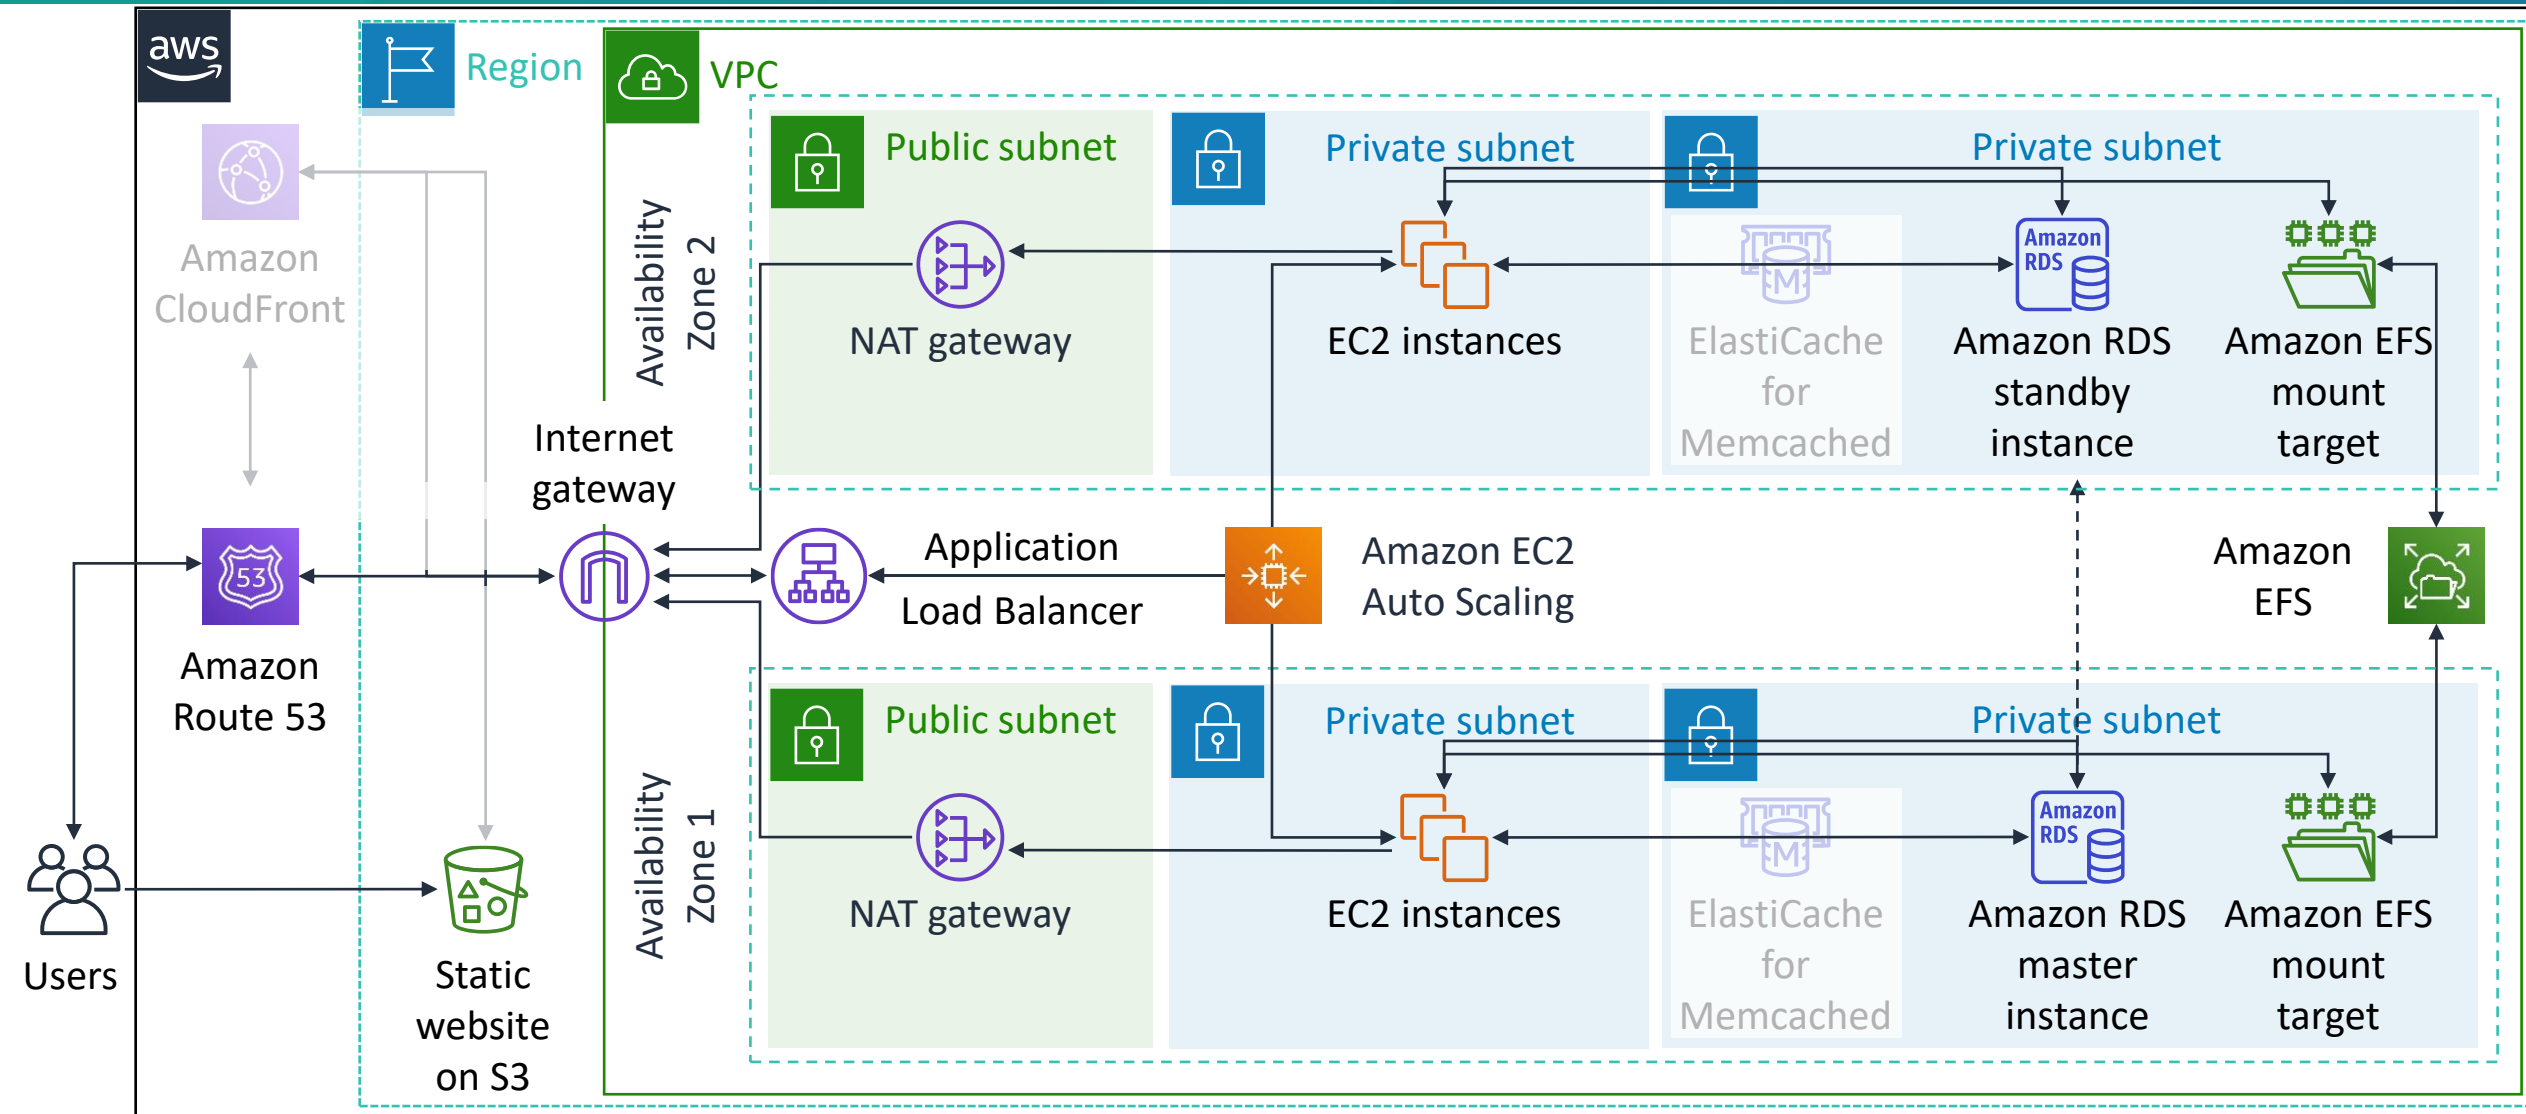 aws
Region
VPC
Public subnet
Private subnet
Private subnet
Amazon
CloudFront
Availability
Zone 2
NAT gateway
EC2 instances
ElastiCache
for
Memcached
M
Amazon
RDS
Amazon RDS
standby
instance
Amazon EFS
mount
target
Internet
gateway
53
Amazon
Route 53
Application
Load Balancer
Amazon EC2
Auto Scaling
Amazon
EFS
Public subnet
Private subnet
Private subnet
Availability
Zone 1
NAT gateway
EC2 instances
M
ElastiCache
for
Memcached
Amazon
RDS
Amazon RDS
master
instance
Amazon EFS
mount
target
Users
Static
website
on S3